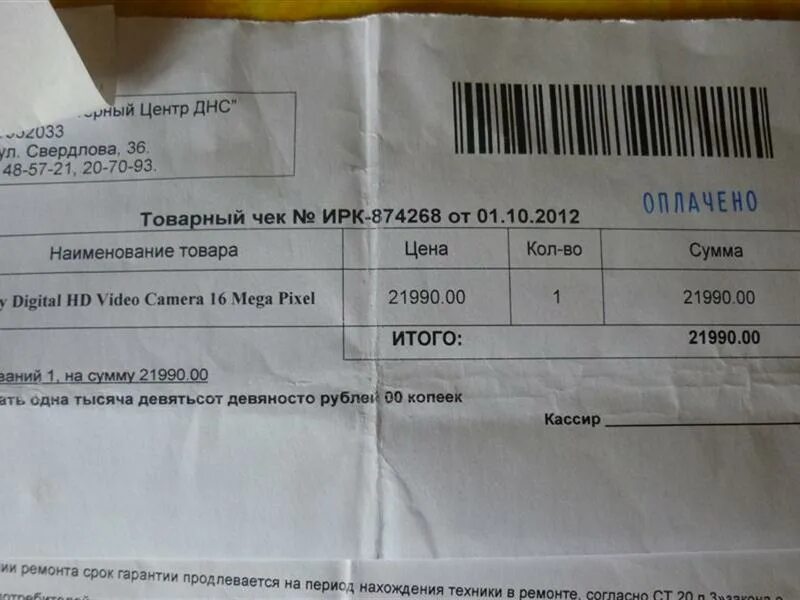 Центр ДНС"
ул. Свердлова, 36.
48-57-21, 20-70-93.
ОПЛАЧЕНО
Товарный чек № ИРК-874268 от 01.10.2012
Наименование товара Цена Кол-во Сумма
y Digital HD Video Camera 16 Mega Pixel 21990.00 1 21990.00
ИТОГО: 21990.00
ваний 1, на сумму 21990.00
ать одна тысяча девятьсот девяносто рублей 00 копеек
Кассир
ии ремонта срок гарантии продлевается на период нахождения техники в ремонте, согласно СТ 20 п 3»закона о